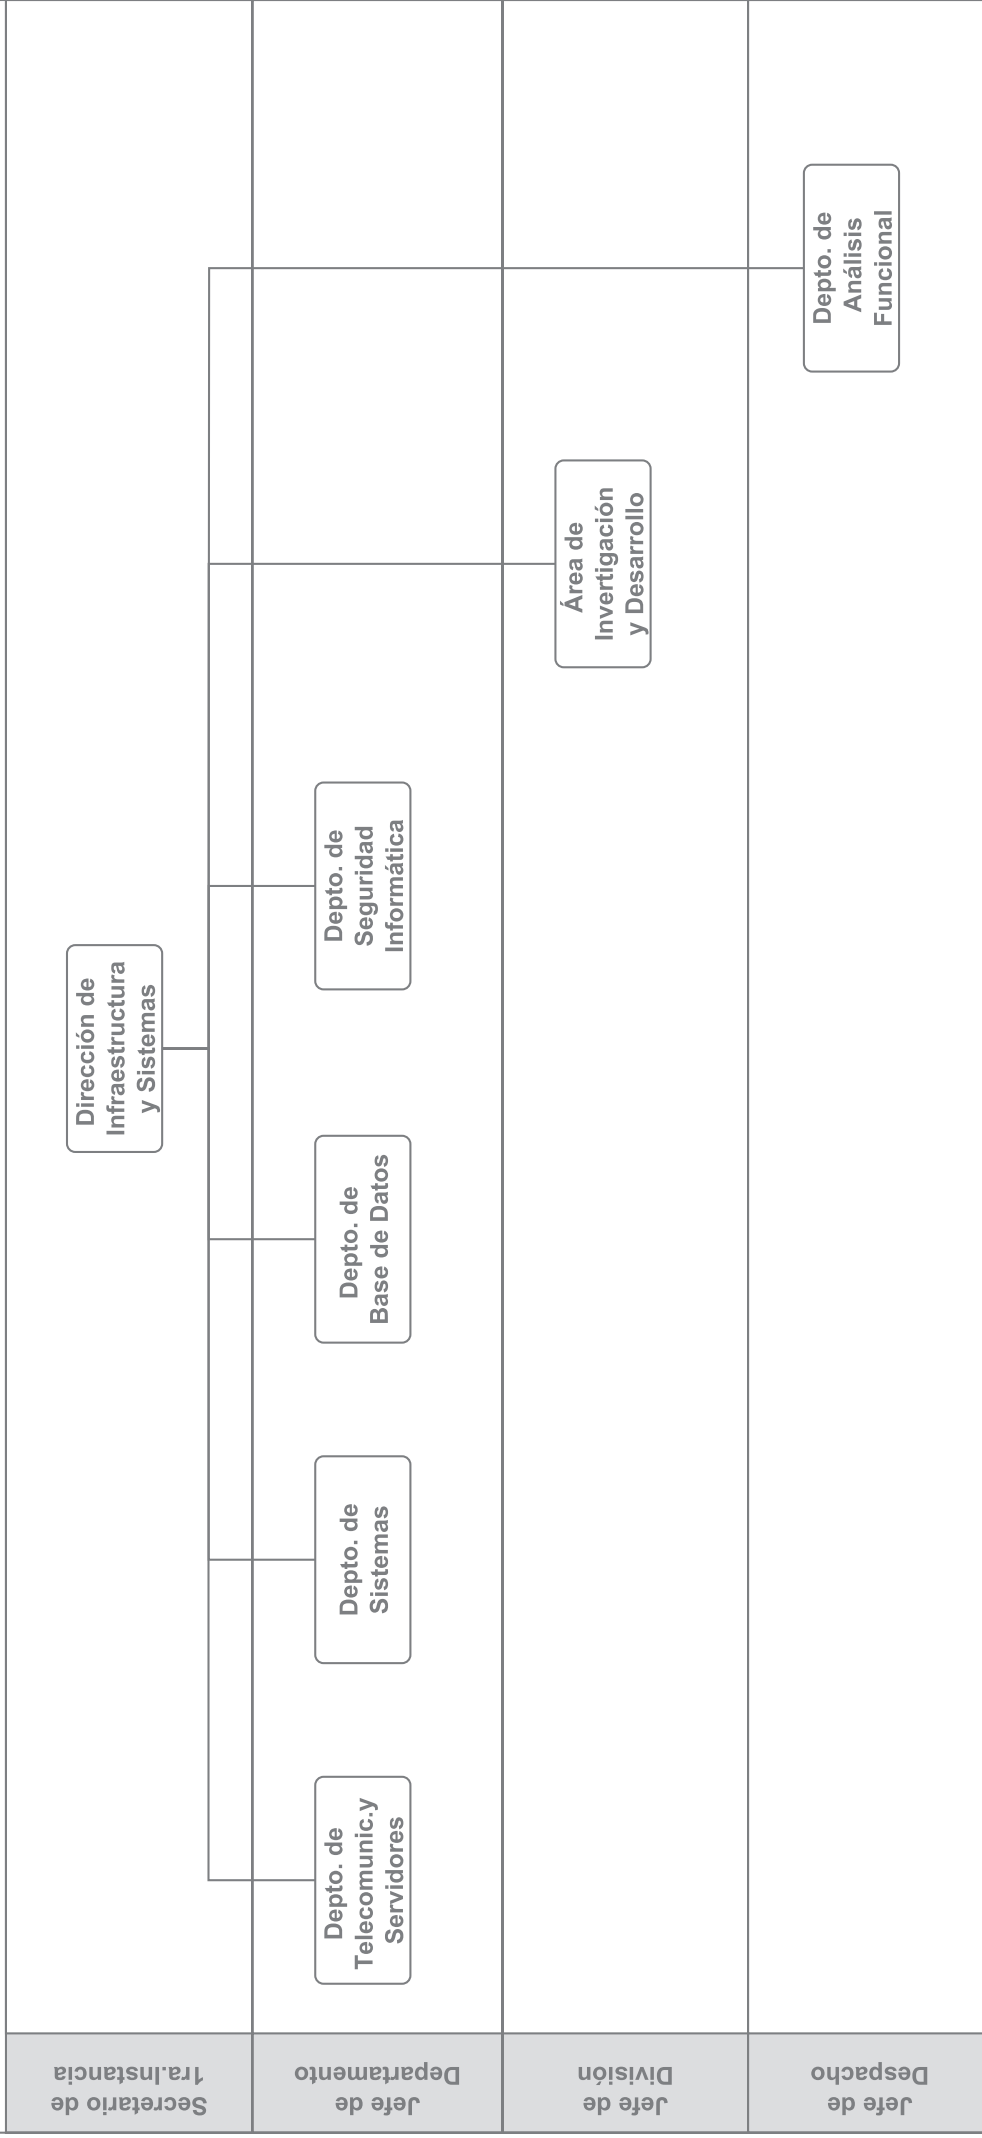 Secretario de
1ra.Instancia
Dirección de
Infraestructura
y Sistemas
Jefe de
Departamento
Depto. de
Telecomunic.y
Servidores
Depto. de
Sistemas
Depto. de
Base de Datos
Depto. de
Seguridad
Informática
Jefe de
División
Área de
Invertigación
y Desarrollo
Jefe de
Despacho
Depto. de
Análisis
Funcional